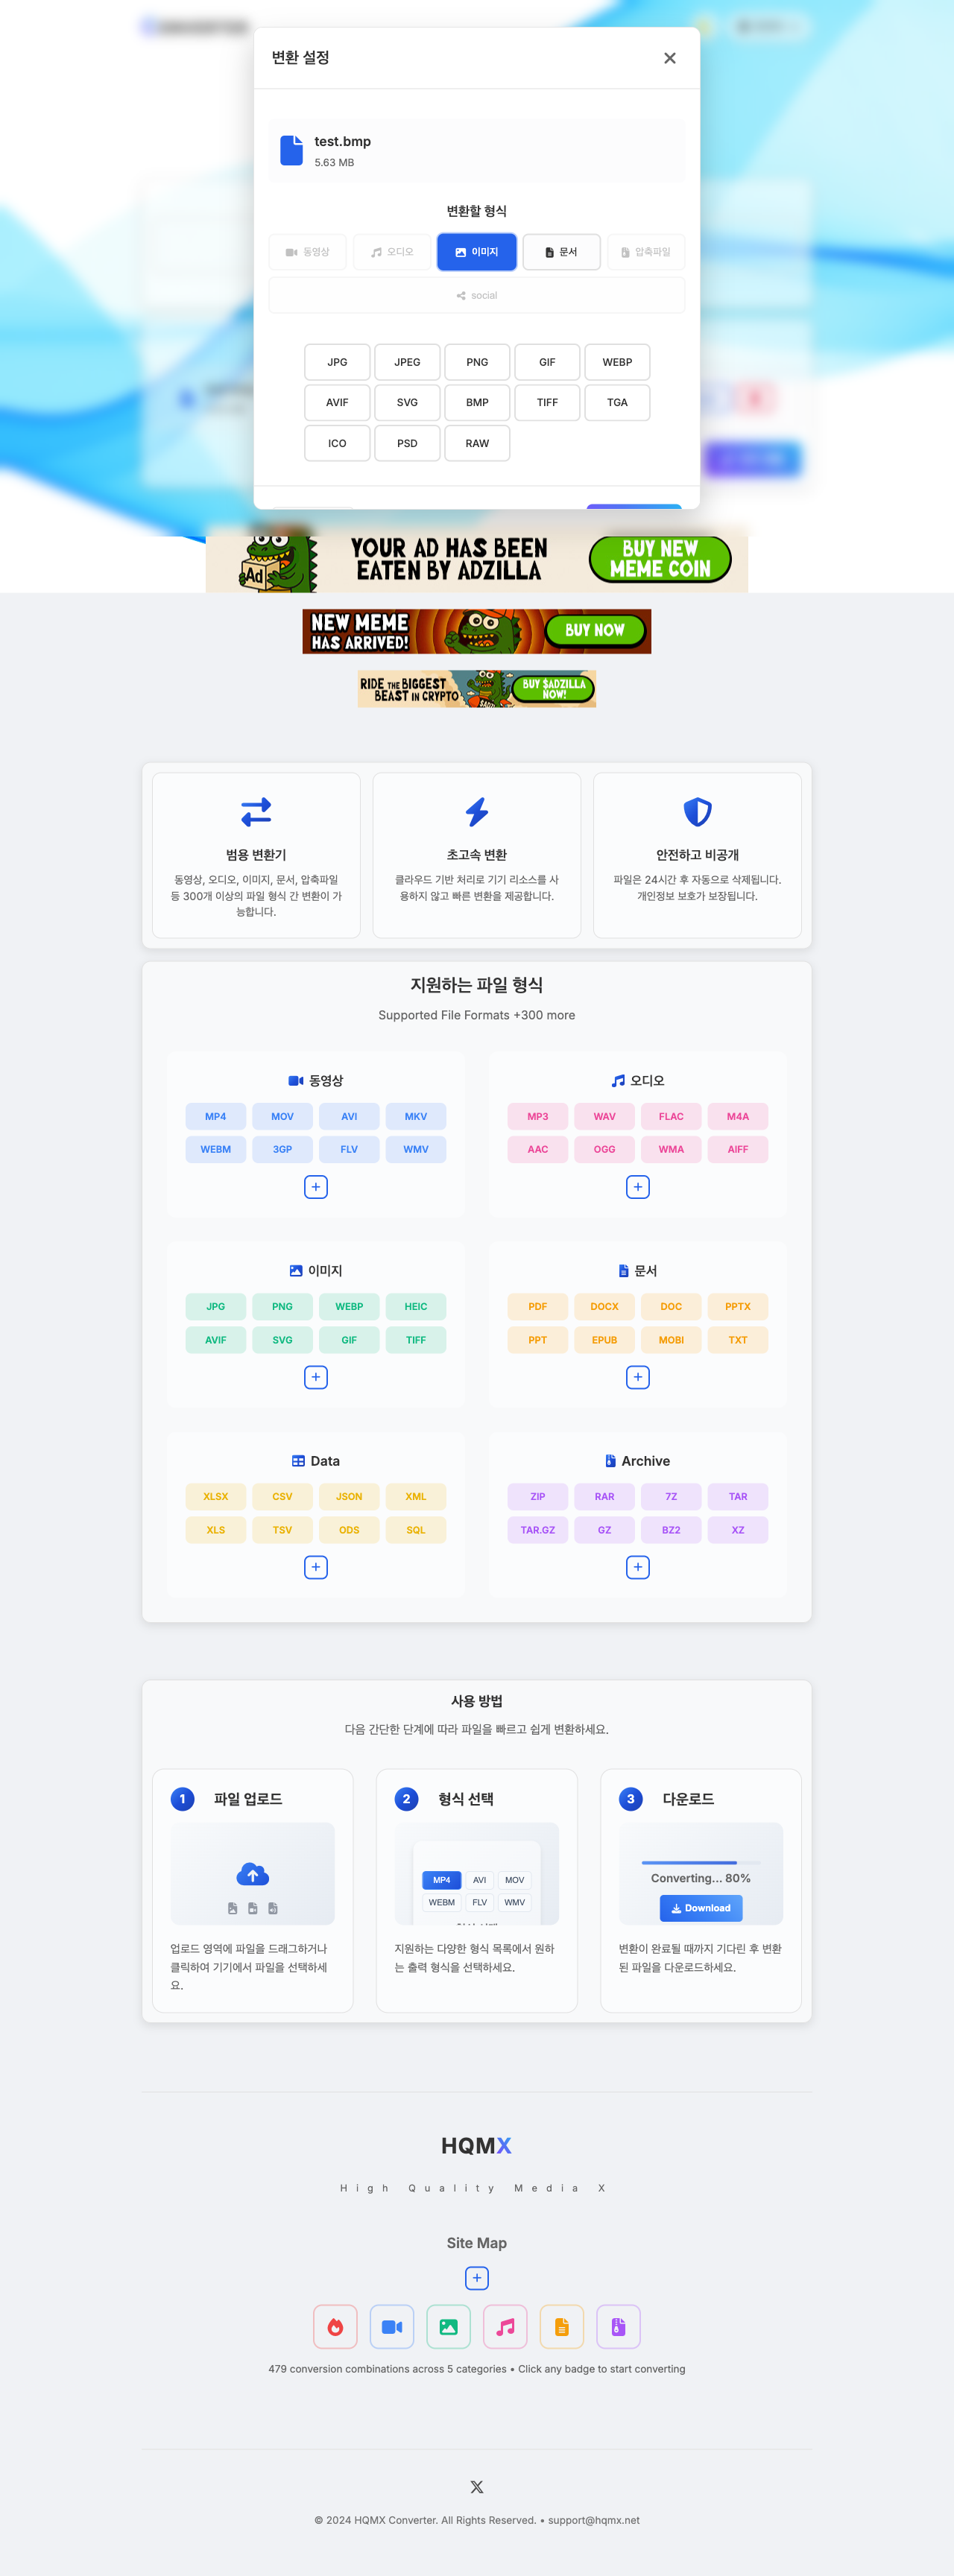 변환 설정
test.bmp
5.63 MB
변환할 형식
동영상 오디오 이미지 문서 압축파일
social
JPG JPEG PNG GIF WEBP
AVIF SVG BMP TIFF TGA
ICO PSD RAW
Ad
YOUR AD HAS BEEN
EATEN BY ADZILLA
BUY NEW
MEME COIN
NEW MEME
HAS ARRIVED!
BUY NOW
RIDE THE BIGGEST
BEAST IN CRYPTO
BUY $ADZILLA
NOW!
범용 변환기
동영상, 오디오, 이미지, 문서, 압축파일
등 300개 이상의 파일 형식 간 변환이 가
능합니다.
초고속 변환
클라우드 기반 처리로 기기 리소스를 사
용하지 않고 빠른 변환을 제공합니다.
안전하고 비공개
파일은 24시간 후 자동으로 삭제됩니다.
개인정보 보호가 보장됩니다.
지원하는 파일 형식
Supported File Formats +300 more
동영상
MP4 MOV AVI MKV
WEBM 3GP FLV WMV
오디오
MP3 WAV FLAC M4A
AAC OGG WMA AIFF
이미지
JPG PNG WEBP HEIC
AVIF SVG GIF TIFF
문서
PDF DOCX DOC PPTX
PPT EPUB MOBI TXT
Data
XLSX CSV JSON XML
XLS TSV ODS SQL
Archive
ZIP RAR 7Z TAR
TAR.GZ GZ BZ2 XZ
사용 방법
다음 간단한 단계에 따라 파일을 빠르고 쉽게 변환하세요.
1 파일 업로드
업로드 영역에 파일을 드래그하거나
클릭하여 기기에서 파일을 선택하세
요.
2 형식 선택
MP4 AVI MOV
WEBM FLV WMV
지원하는 다양한 형식 목록에서 원하
는 출력 형식을 선택하세요.
3 다운로드
Converting... 80%
Download
변환이 완료될 때까지 기다린 후 변환
된 파일을 다운로드하세요.
HQMX
High Quality Media X
Site Map
479 conversion combinations across 5 categories • Click any badge to start converting
© 2024 HQMX Converter. All Rights Reserved. • support@hqmx.net